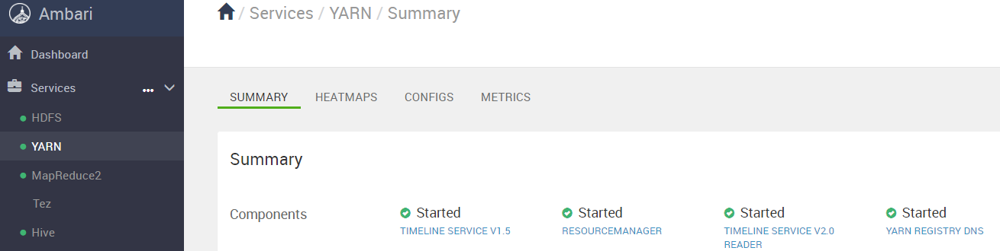 Ambari
/ Services / YARN / Summary
Dashboard
Services ...
HDFS
YARN
MapReduce2
Tez
Hive
SUMMARY HEATMAPS CONFIGS METRICS
Summary
Components
Started Started Started Started
TIMELINE SERVICE V1.5 RESOURCEMANAGER TIMELINE SERVICE V2.0 YARN REGISTRY DNS
READER